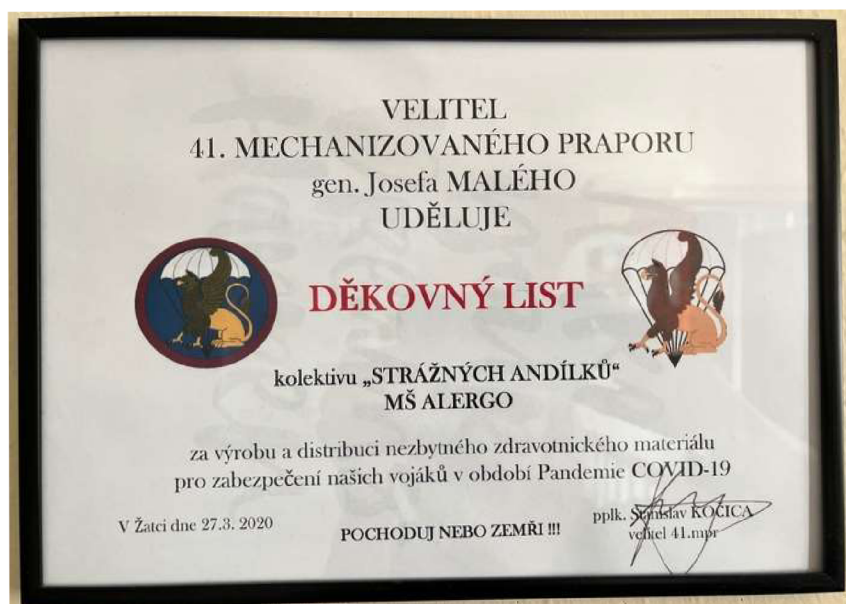 VELITEL
41. MECHANIZOVANÉHO PRAPORU
gen. Josefa MALÉHO
UDĚLUJE
DĚKOVNÝ LIST
kolektivu „STRÁŽNÝCH ANDÍLKŮ“
MŠ ALERGO
za výrobu a distribuci nezbytného zdravotnického materiálu
pro zabezpečení našich vojáků v období Pandemie COVID-19
V Žatci dne 27.3. 2020
POCHODUJ NEBO ZEMŘI !!!
pplk. Stanislav KOČICA
velitel 41.mpr